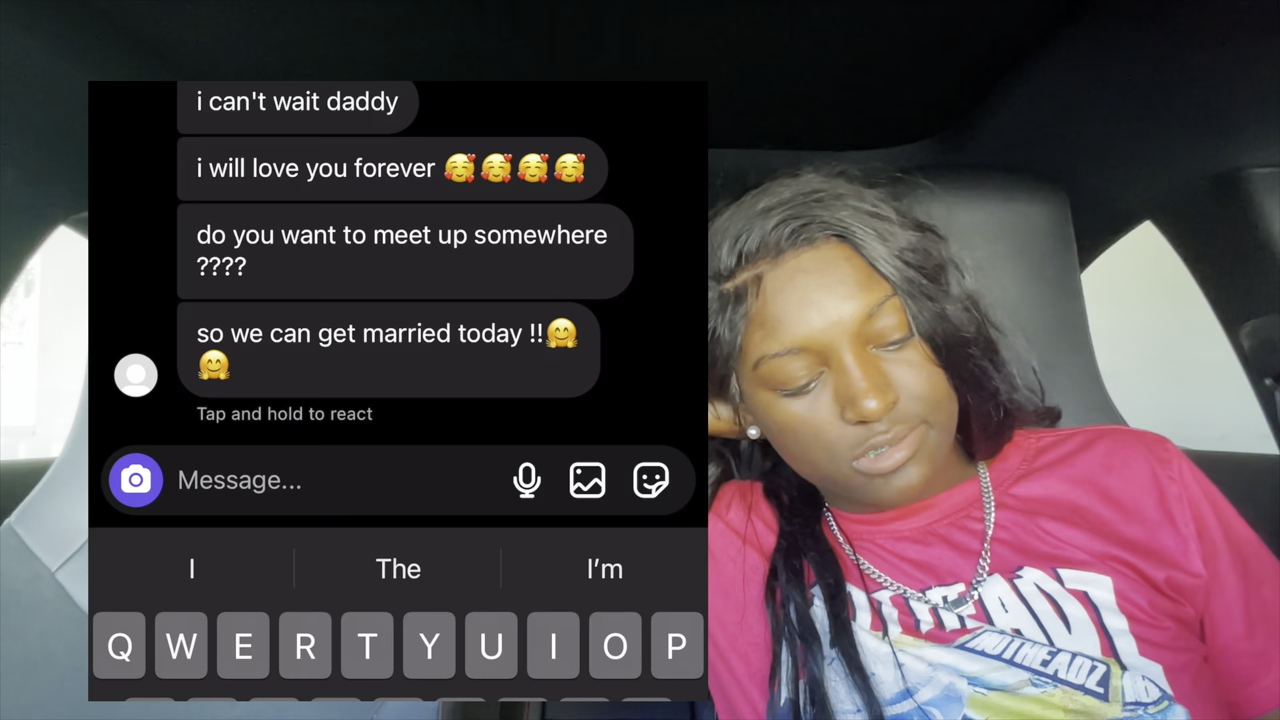 i can't wait daddy
i will love you forever 🥰🥰🥰🥰
do you want to meet up somewhere
????
so we can get married today !!🤗
🤗
Tap and hold to react
Message...
I The I'm
Q W E R T Y U I O P
HOTHEADZ